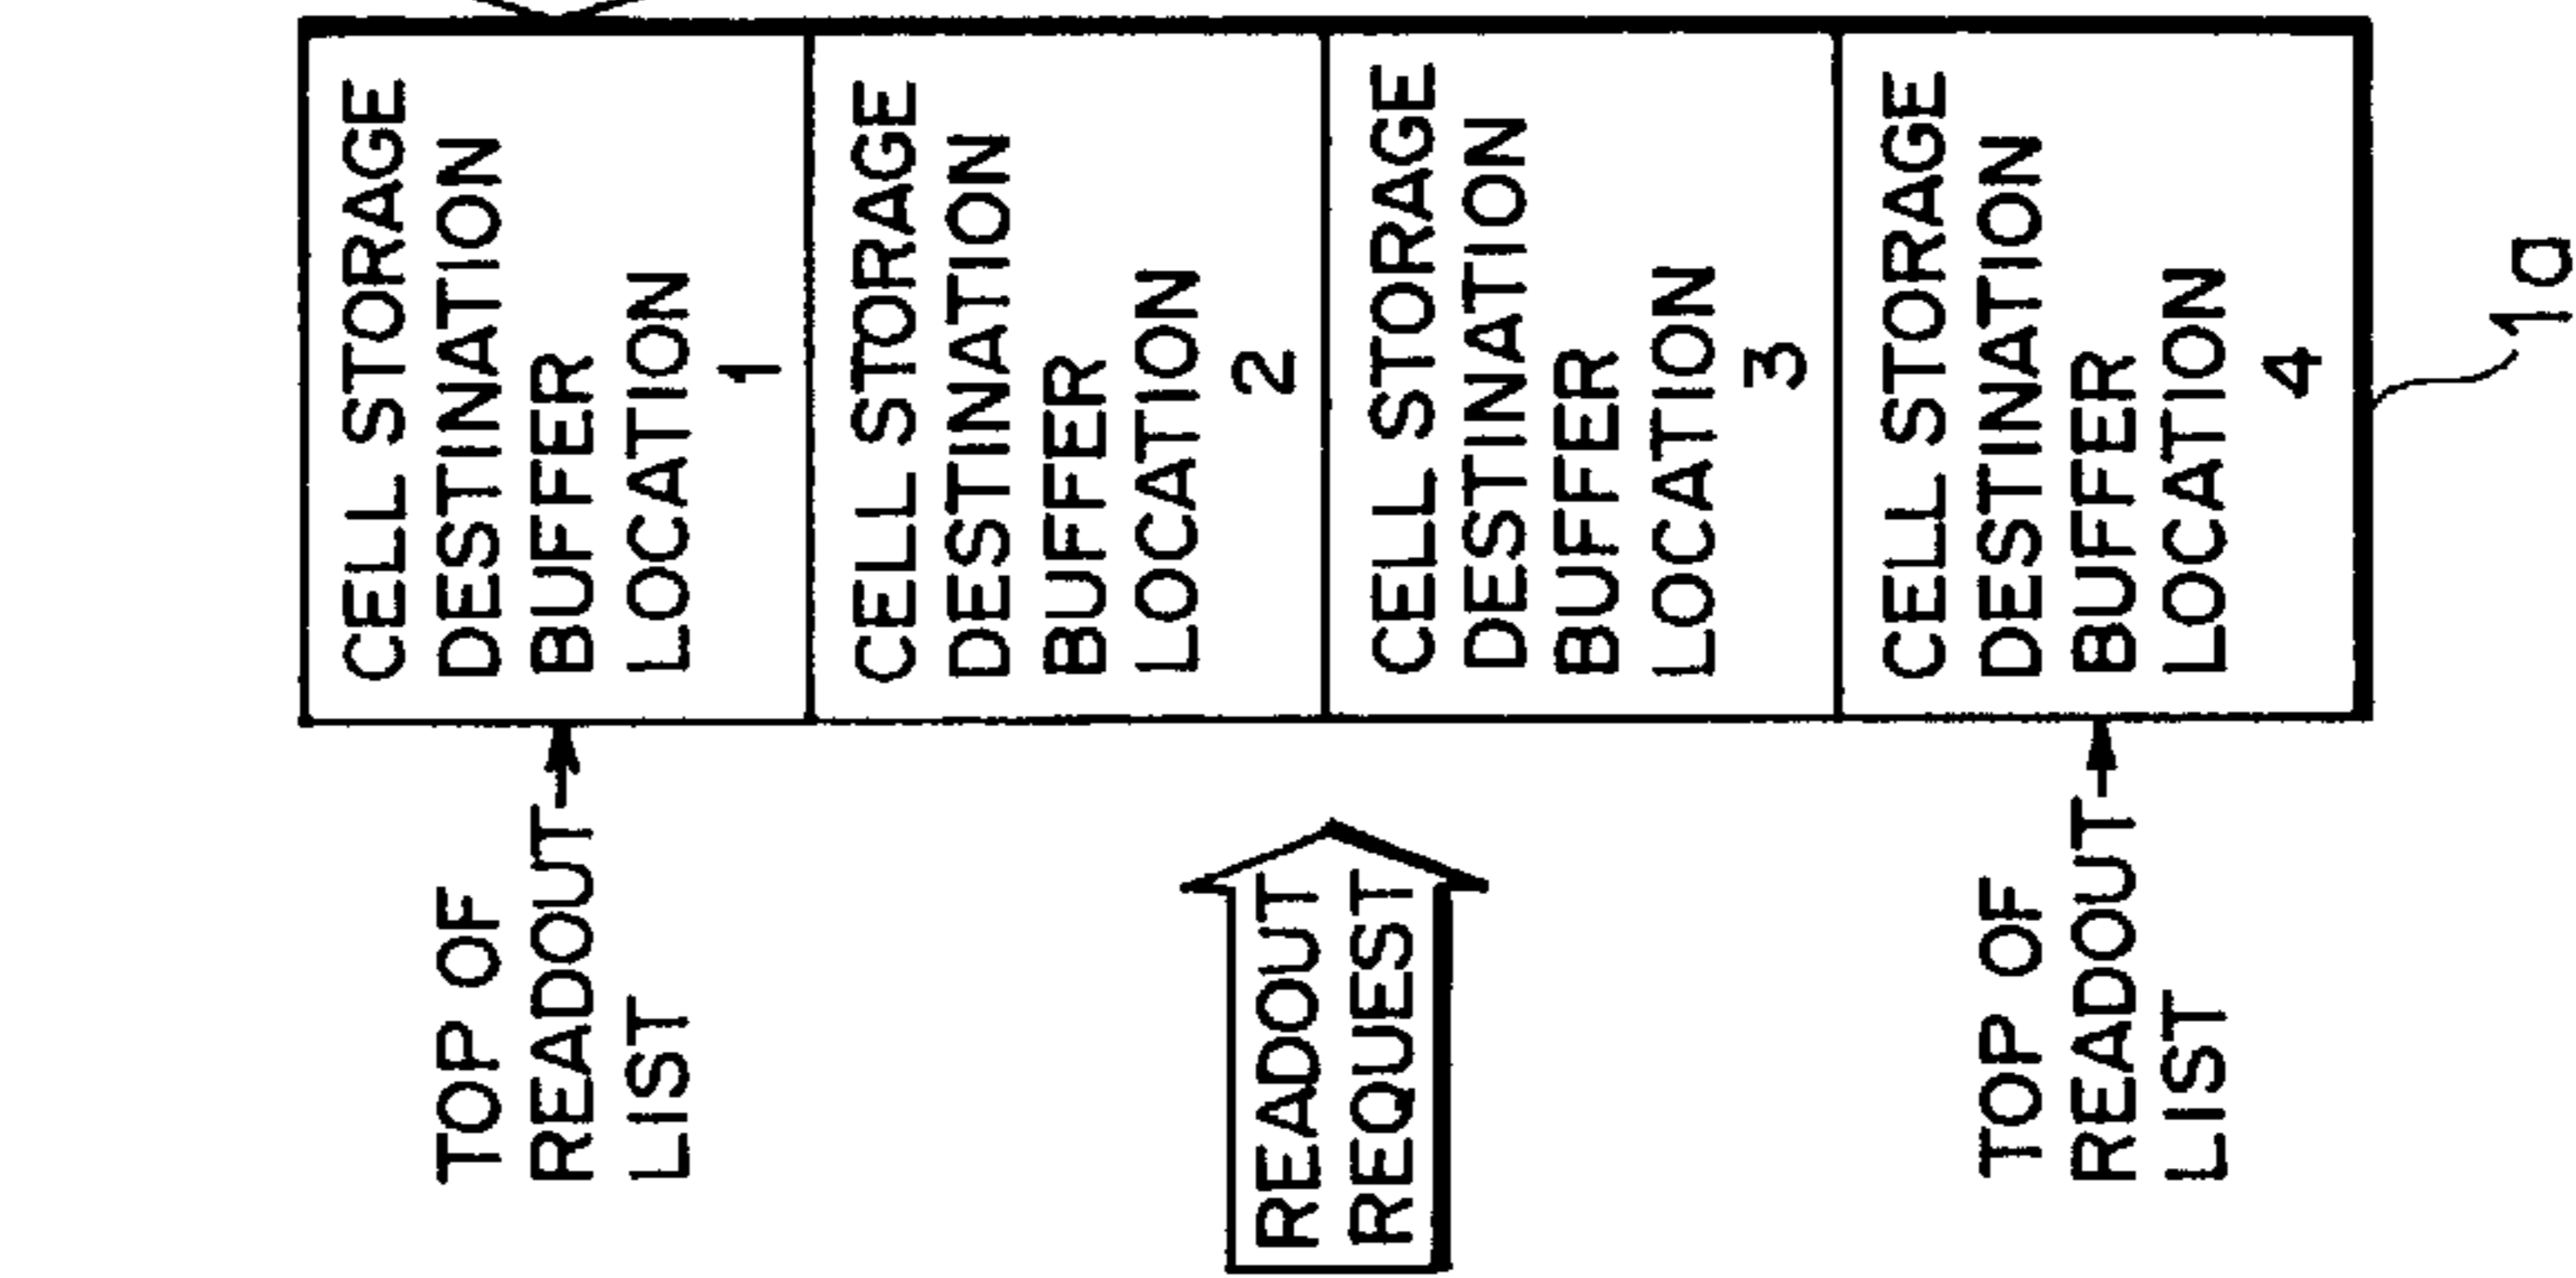 CELL STORAGE
DESTINATION
BUFFER
LOCATION
1
CELL STORAGE
DESTINATION
BUFFER
LOCATION
2
CELL STORAGE
DESTINATION
BUFFER
LOCATION
3
CELL STORAGE
DESTINATION
BUFFER
LOCATION
4
TOP OF
READOUT
LIST
READOUT
REQUEST
TOP OF
READOUT
LIST
1a